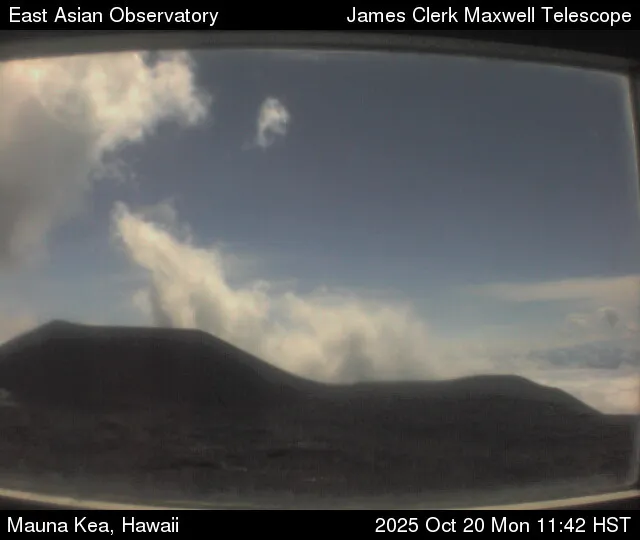 East Asian Observatory
James Clerk Maxwell Telescope
Mauna Kea, Hawaii
2025 Oct 20 Mon 11:42 HST